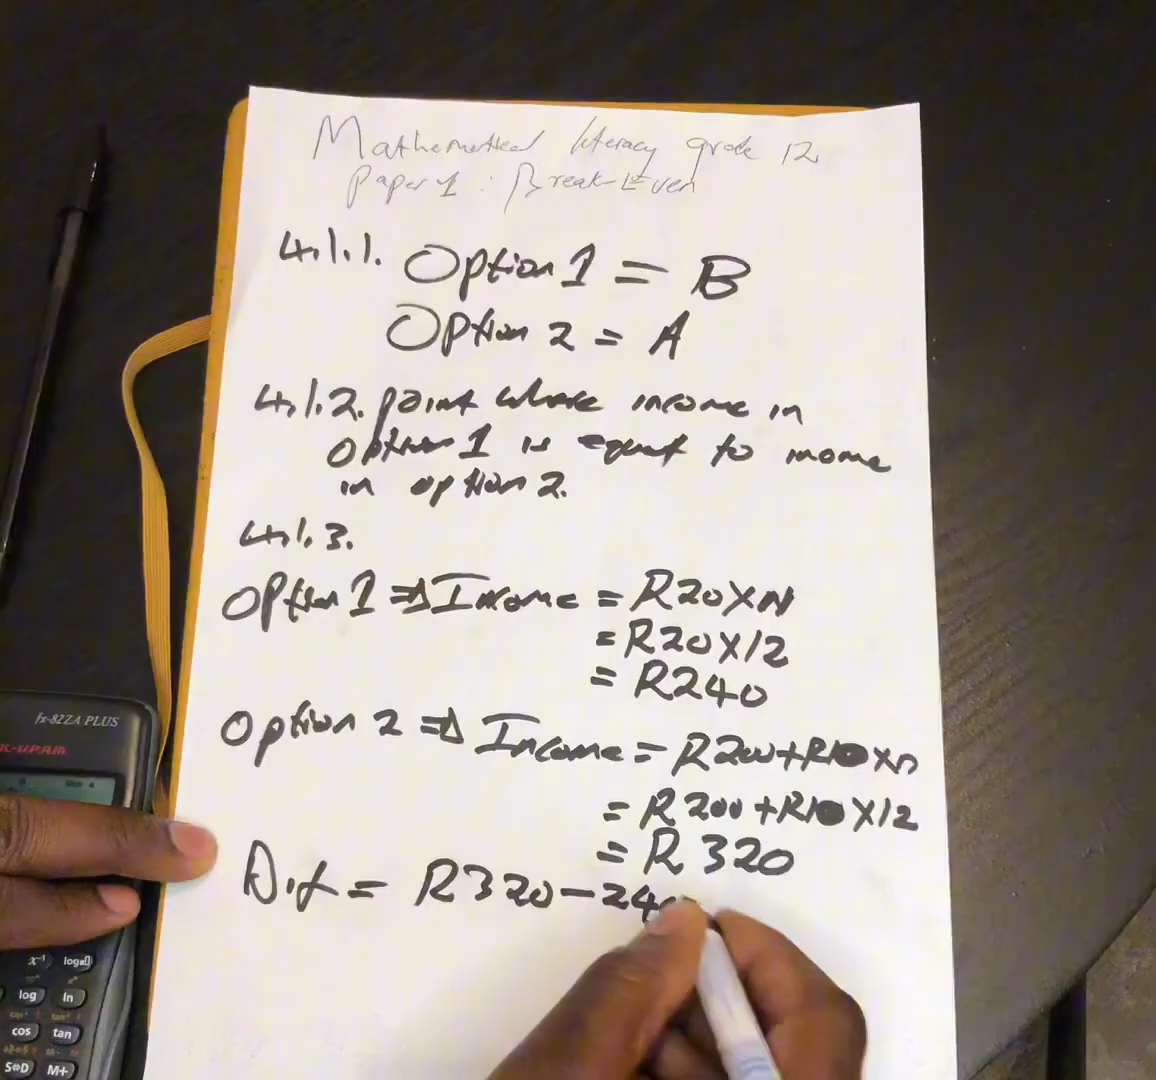 Mathematical literacy grade 12
paper 1 : Break-Even
4.1.1. Option 1 = B
Option 2 = A
4.1.2. point where income in
option 1 is equal to income
in option 2.
4.1.3.
Option 1 ⇒ Income = R20×N
= R20×12
= R240
Option 2 ⇒ Income = R200+R10×n
= R200+R10×12
= R320
Dif = R320-24
fx-82ZA PLUS
x⁻¹ log
log ln
cos tan
S⇔D M+